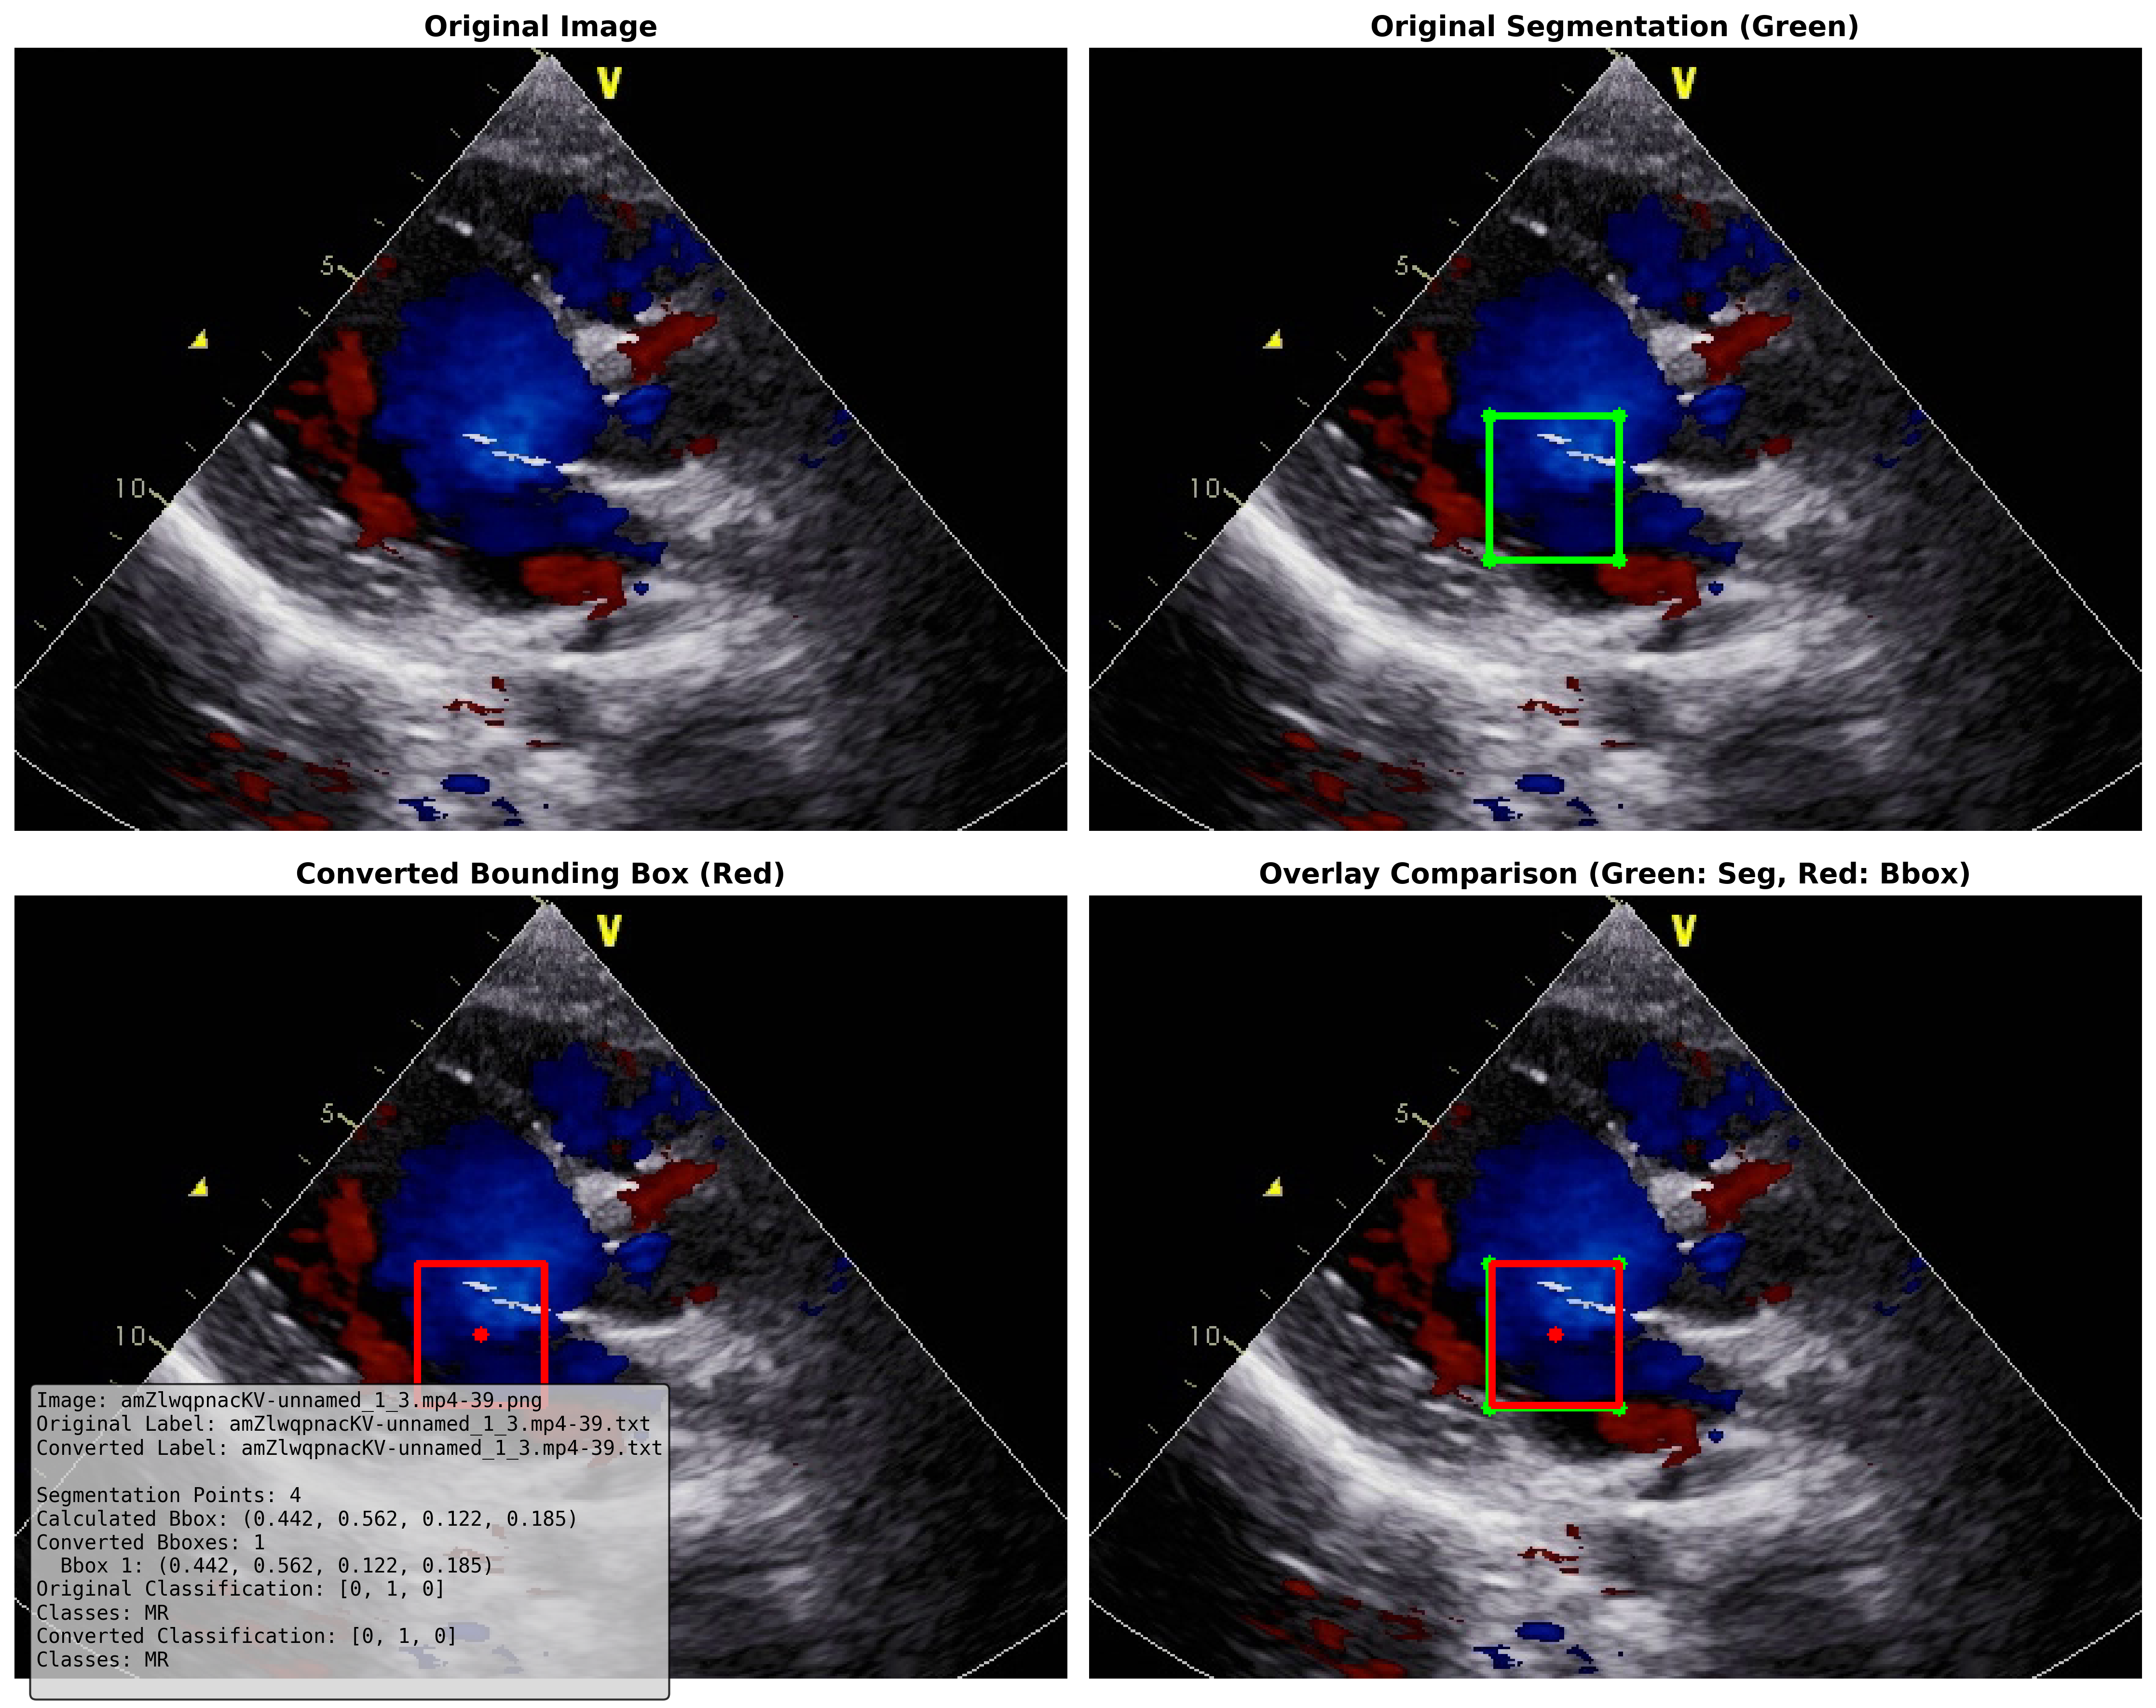 Original Image
Original Segmentation (Green)
V
5
10
V
5
10
Converted Bounding Box (Red)
Overlay Comparison (Green: Seg, Red: Bbox)
V
5
10
V
5
10
Image: amZlwqpnacKV-unnamed_1_3.mp4-39.png
Original Label: amZlwqpnacKV-unnamed_1_3.mp4-39.txt
Converted Label: amZlwqpnacKV-unnamed_1_3.mp4-39.txt
Segmentation Points: 4
Calculated Bbox: (0.442, 0.562, 0.122, 0.185)
Converted Bboxes: 1
Bbox 1: (0.442, 0.562, 0.122, 0.185)
Original Classification: [0, 1, 0]
Classes: MR
Converted Classification: [0, 1, 0]
Classes: MR